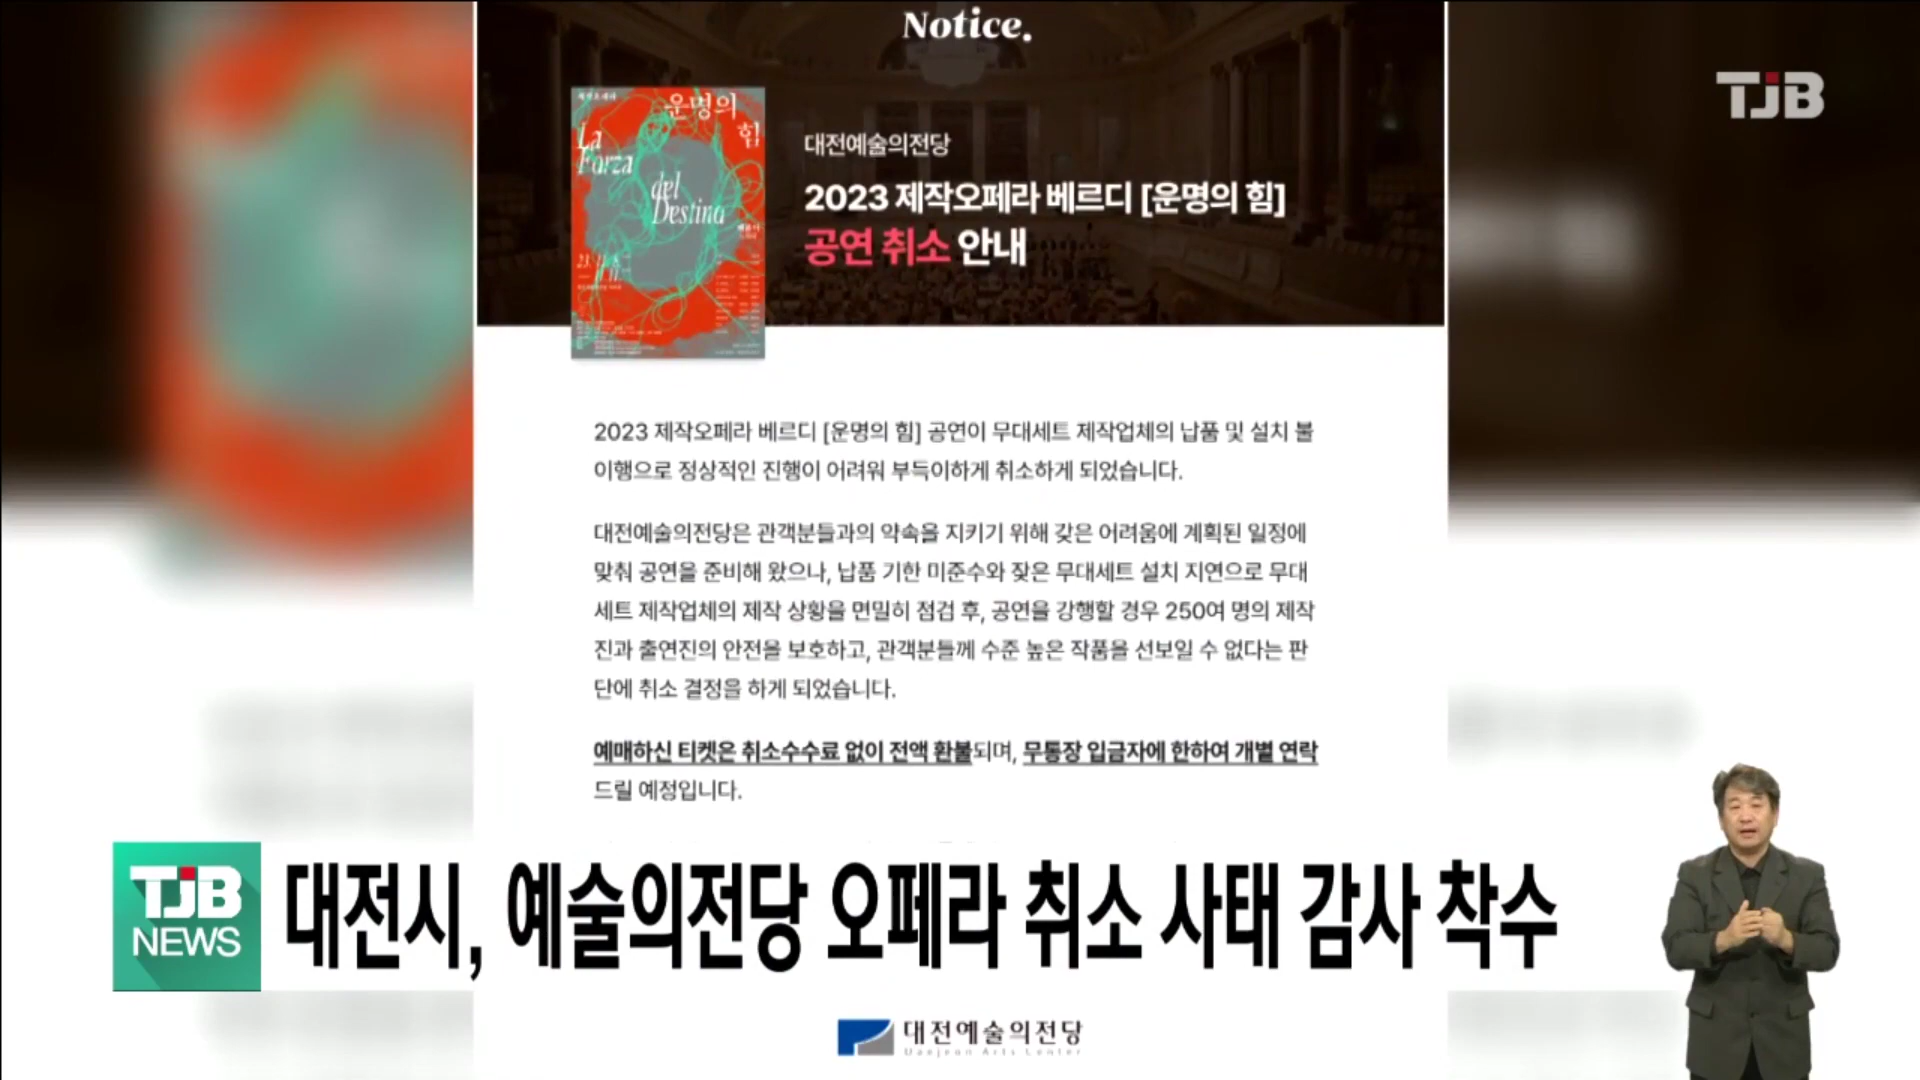 Notice.
TJB
운명의
힘
La
Forza
del
Destino
대전예술의전당
2023 제작오페라 베르디 [운명의 힘]
공연 취소 안내
2023 제작오페라 베르디 [운명의 힘] 공연이 무대세트 제작업체의 납품 및 설치 불
이행으로 정상적인 진행이 어려워 부득이하게 취소하게 되었습니다.
대전예술의전당은 관객분들과의 약속을 지키기 위해 갖은 어려움에 계획된 일정에
맞춰 공연을 준비해 왔으나, 납품 기한 미준수와 잦은 무대세트 설치 지연으로 무대
세트 제작업체의 제작 상황을 면밀히 점검 후, 공연을 강행할 경우 250여 명의 제작
진과 출연진의 안전을 보호하고, 관객분들께 수준 높은 작품을 선보일 수 없다는 판
단에 취소 결정을 하게 되었습니다.
예매하신 티켓은 취소수수료 없이 전액 환불되며, 무통장 입금자에 한하여 개별 연락
드릴 예정입니다.
TJB
NEWS
대전시, 예술의전당 오페라 취소 사태 감사 착수
대전예술의전당
Daejeon Arts Center